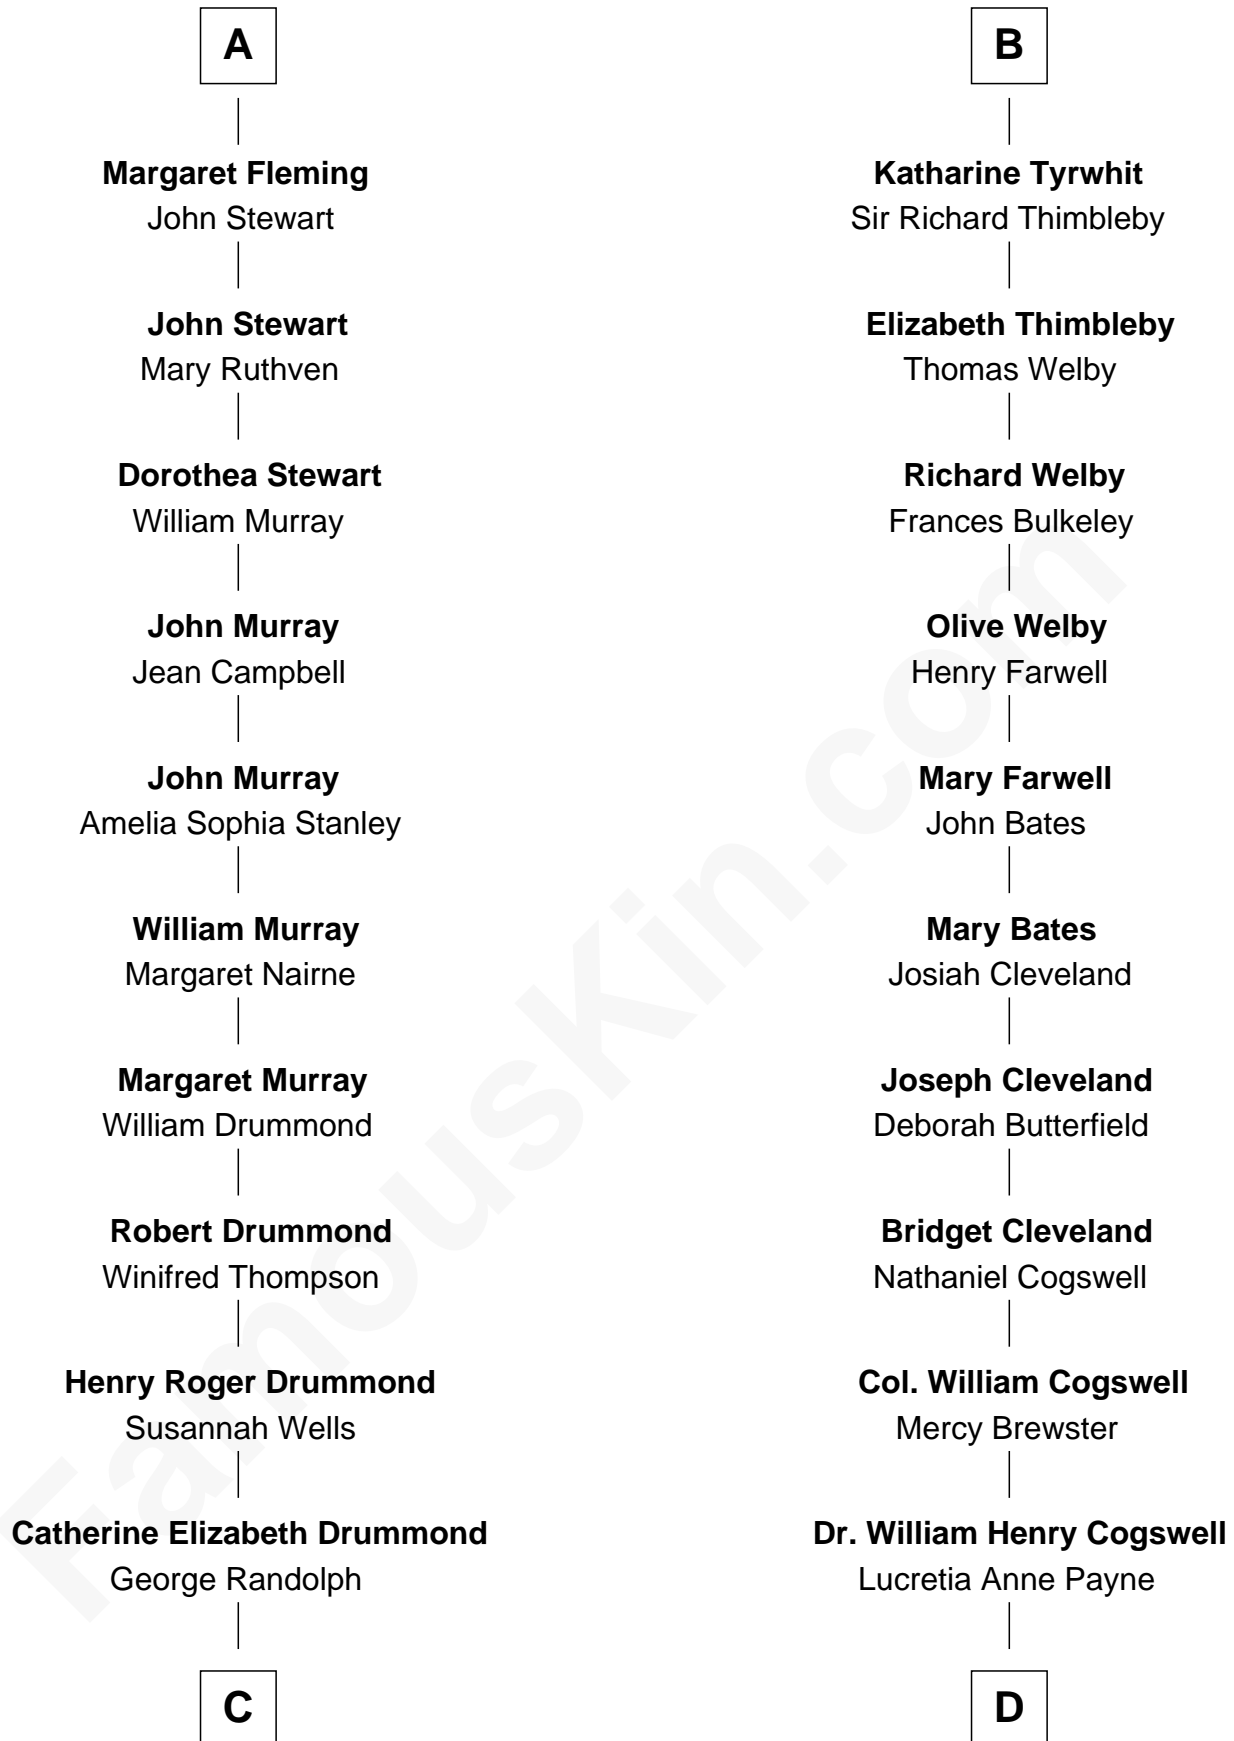 A
Margaret Fleming
John Stewart
John Stewart
Mary Ruthven
Dorothea Stewart
William Murray
John Murray
Jean Campbell
John Murray
Amelia Sophia Stanley
William Murray
Margaret Nairne
Margaret Murray
William Drummond
Robert Drummond
Winifred Thompson
Henry Roger Drummond
Susannah Wells
Catherine Elizabeth Drummond
George Randolph
C
B
Katharine Tyrwhit
Sir Richard Thimbleby
Elizabeth Thimbleby
Thomas Welby
Richard Welby
Frances Bulkeley
Olive Welby
Henry Farwell
Mary Farwell
John Bates
Mary Bates
Josiah Cleveland
Joseph Cleveland
Deborah Butterfield
Bridget Cleveland
Nathaniel Cogswell
Col. William Cogswell
Mercy Brewster
Dr. William Henry Cogswell
Lucretia Anne Payne
D
FamousKin.com